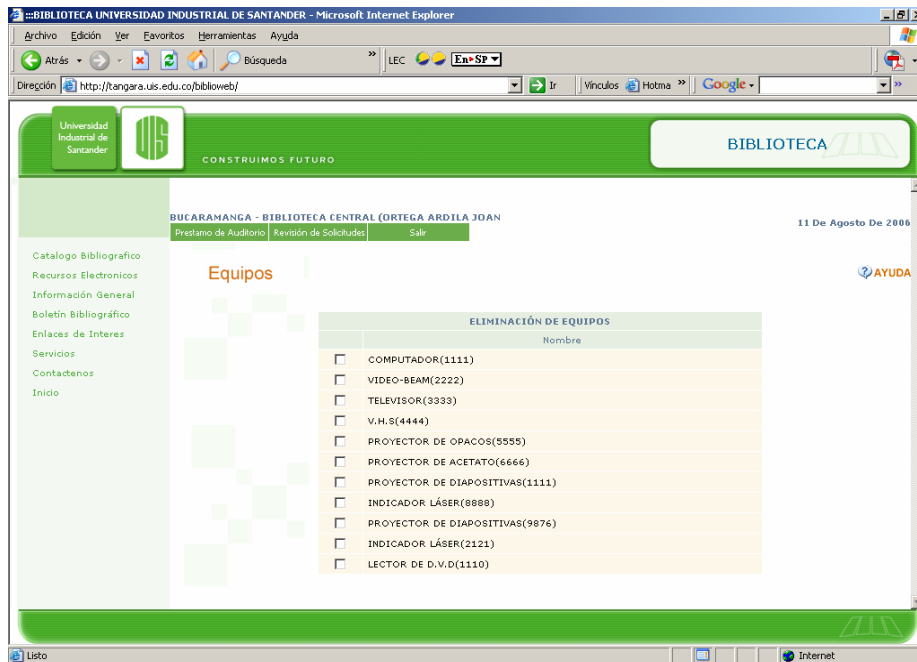 :::BIBLIOTECA UNIVERSIDAD INDUSTRIAL DE SANTANDER - Microsoft Internet Explorer
Archivo Edición Ver Favoritos Herramientas Ayuda
Atrás Búsqueda » LEC En▸SP
Dirección http://tangara.uis.edu.co/biblioweb/ Ir Vínculos Hotma » Google »
Universidad
Industrial de
Santander
UIS
CONSTRUIMOS FUTURO
BIBLIOTECA
BUCARAMANGA - BIBLIOTECA CENTRAL (ORTEGA ARDILA JOAN
11 De Agosto De 2006
Prestamo de Auditorio Revisión de Solicitudes Salir
Catalogo Bibliografico
Recursos Electronicos
Información General
Boletín Bibliográfico
Enlaces de Interes
Servicios
Contactenos
Inicio
Equipos
AYUDA
ELIMINACIÓN DE EQUIPOS
Nombre
COMPUTADOR(1111)
VIDEO-BEAM(2222)
TELEVISOR(3333)
V.H.S(4444)
PROYECTOR DE OPACOS(5555)
PROYECTOR DE ACETATO(6666)
PROYECTOR DE DIAPOSITIVAS(1111)
INDICADOR LÁSER(8888)
PROYECTOR DE DIAPOSITIVAS(9876)
INDICADOR LÁSER(2121)
LECTOR DE D.V.D(1110)
Listo Internet